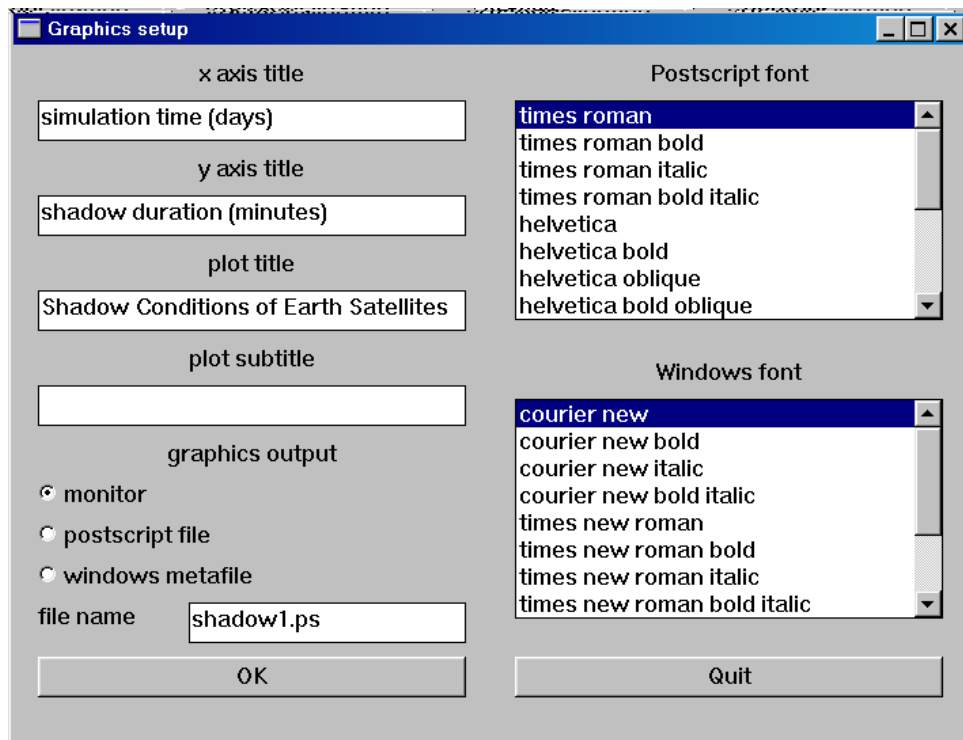 Graphics setup
x axis title
simulation time (days)
y axis title
shadow duration (minutes)
plot title
Shadow Conditions of Earth Satellites
plot subtitle
graphics output
monitor
postscript file
windows metafile
file name
shadow1.ps
OK
Postscript font
times roman
times roman bold
times roman italic
times roman bold italic
helvetica
helvetica bold
helvetica oblique
helvetica bold oblique
Windows font
courier new
courier new bold
courier new italic
courier new bold italic
times new roman
times new roman bold
times new roman italic
times new roman bold italic
Quit